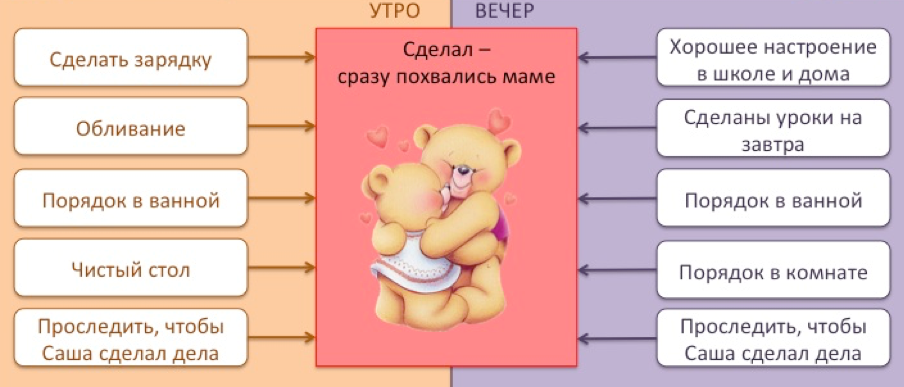 УТРО
ВЕЧЕР
Сделать зарядку
Обливание
Порядок в ванной
Чистый стол
Проследить, чтобы
Саша сделал дела
Сделал –
сразу похвались маме
Хорошее настроение
в школе и дома
Сделаны уроки на
завтра
Порядок в ванной
Порядок в комнате
Проследить, чтобы
Саша сделал дела